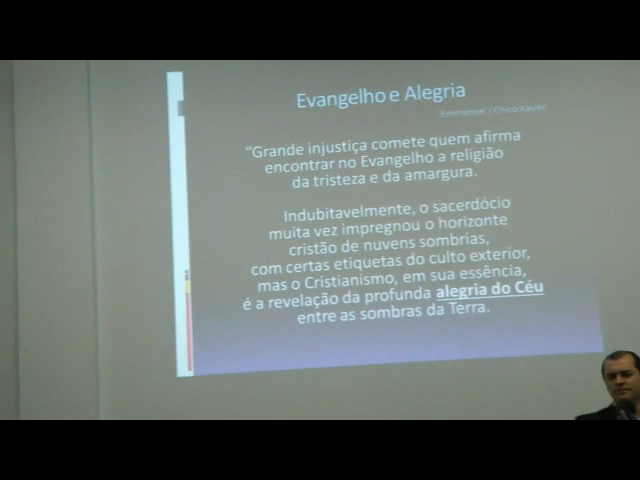 Evangelho e Alegria
Emmanuel / Chico Xavier
“Grande injustiça comete quem afirma
encontrar no Evangelho a religião
da tristeza e da amargura.
Indubitavelmente, o sacerdócio
muita vez impregnou o horizonte
cristão de nuvens sombrias,
com certas etiquetas do culto exterior,
mas o Cristianismo, em sua essência,
é a revelação da profunda alegria do Céu
entre as sombras da Terra.